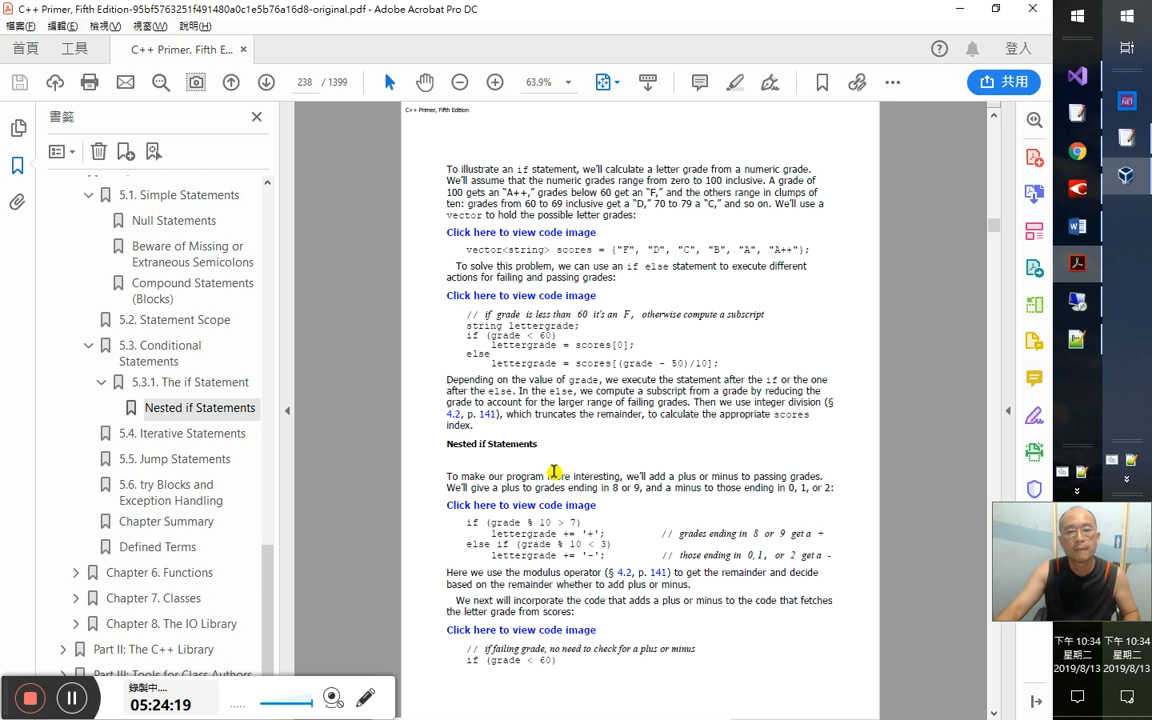 C++ Primer, Fifth Edition-95bf5763251f491480a0c1e5b76a16d8-original.pdf - Adobe Acrobat Pro DC
檔案(F) 編輯(E) 檢視(V) 視窗(W) 說明(H)
首頁 工具 C++ Primer, Fifth E... ×
登入
238 / 1399 63.9% 共用
書籤
5.1. Simple Statements
Null Statements
Beware of Missing or
Extraneous Semicolons
Compound Statements
(Blocks)
5.2. Statement Scope
5.3. Conditional
Statements
5.3.1. The if Statement
Nested if Statements
5.4. Iterative Statements
5.5. Jump Statements
5.6. try Blocks and
Exception Handling
Chapter Summary
Defined Terms
Chapter 6. Functions
Chapter 7. Classes
Chapter 8. The IO Library
Part II: The C++ Library
Part III: Tools for Class Authors
C++ Primer, Fifth Edition
To illustrate an if statement, we'll calculate a letter grade from a numeric grade.
We'll assume that the numeric grades range from zero to 100 inclusive. A grade of
100 gets an "A++," grades below 60 get an "F," and the others range in clumps of
ten: grades from 60 to 69 inclusive get a "D," 70 to 79 a "C," and so on. We'll use a
vector to hold the possible letter grades:
Click here to view code image
vector<string> scores = {"F", "D", "C", "B", "A", "A++"};
To solve this problem, we can use an if else statement to execute different
actions for failing and passing grades:
Click here to view code image
// if grade is less than 60 it's an F, otherwise compute a subscript
string lettergrade;
if (grade < 60)
lettergrade = scores[0];
else
lettergrade = scores[(grade - 50)/10];
Depending on the value of grade, we execute the statement after the if or the one
after the else. In the else, we compute a subscript from a grade by reducing the
grade to account for the larger range of failing grades. Then we use integer division (§
4.2, p. 141), which truncates the remainder, to calculate the appropriate scores
index.
Nested if Statements
To make our program more interesting, we'll add a plus or minus to passing grades.
We'll give a plus to grades ending in 8 or 9, and a minus to those ending in 0, 1, or 2:
Click here to view code image
if (grade % 10 > 7)
lettergrade += '+'; // grades ending in 8 or 9 get a +
else if (grade % 10 < 3)
lettergrade += '-'; // those ending in 0, 1, or 2 get a -
Here we use the modulus operator (§ 4.2, p. 141) to get the remainder and decide
based on the remainder whether to add plus or minus.
We next will incorporate the code that adds a plus or minus to the code that fetches
the letter grade from scores:
Click here to view code image
// if failing grade, no need to check for a plus or minus
if (grade < 60)
錄製中....
05:24:19
.NET
下午 10:34 下午 10:34
星期二 星期二
2019/8/13 2019/8/13